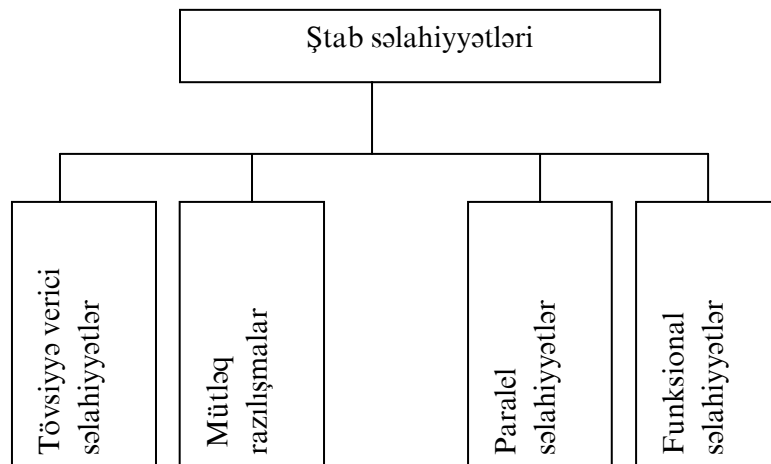 Ştab səlahiyyətləri
Tövsiyyə verici
səlahiyyətlər
Mütləq
razılışmalar
Paralel
səlahiyyətlər
Funksional
səlahiyyətlər